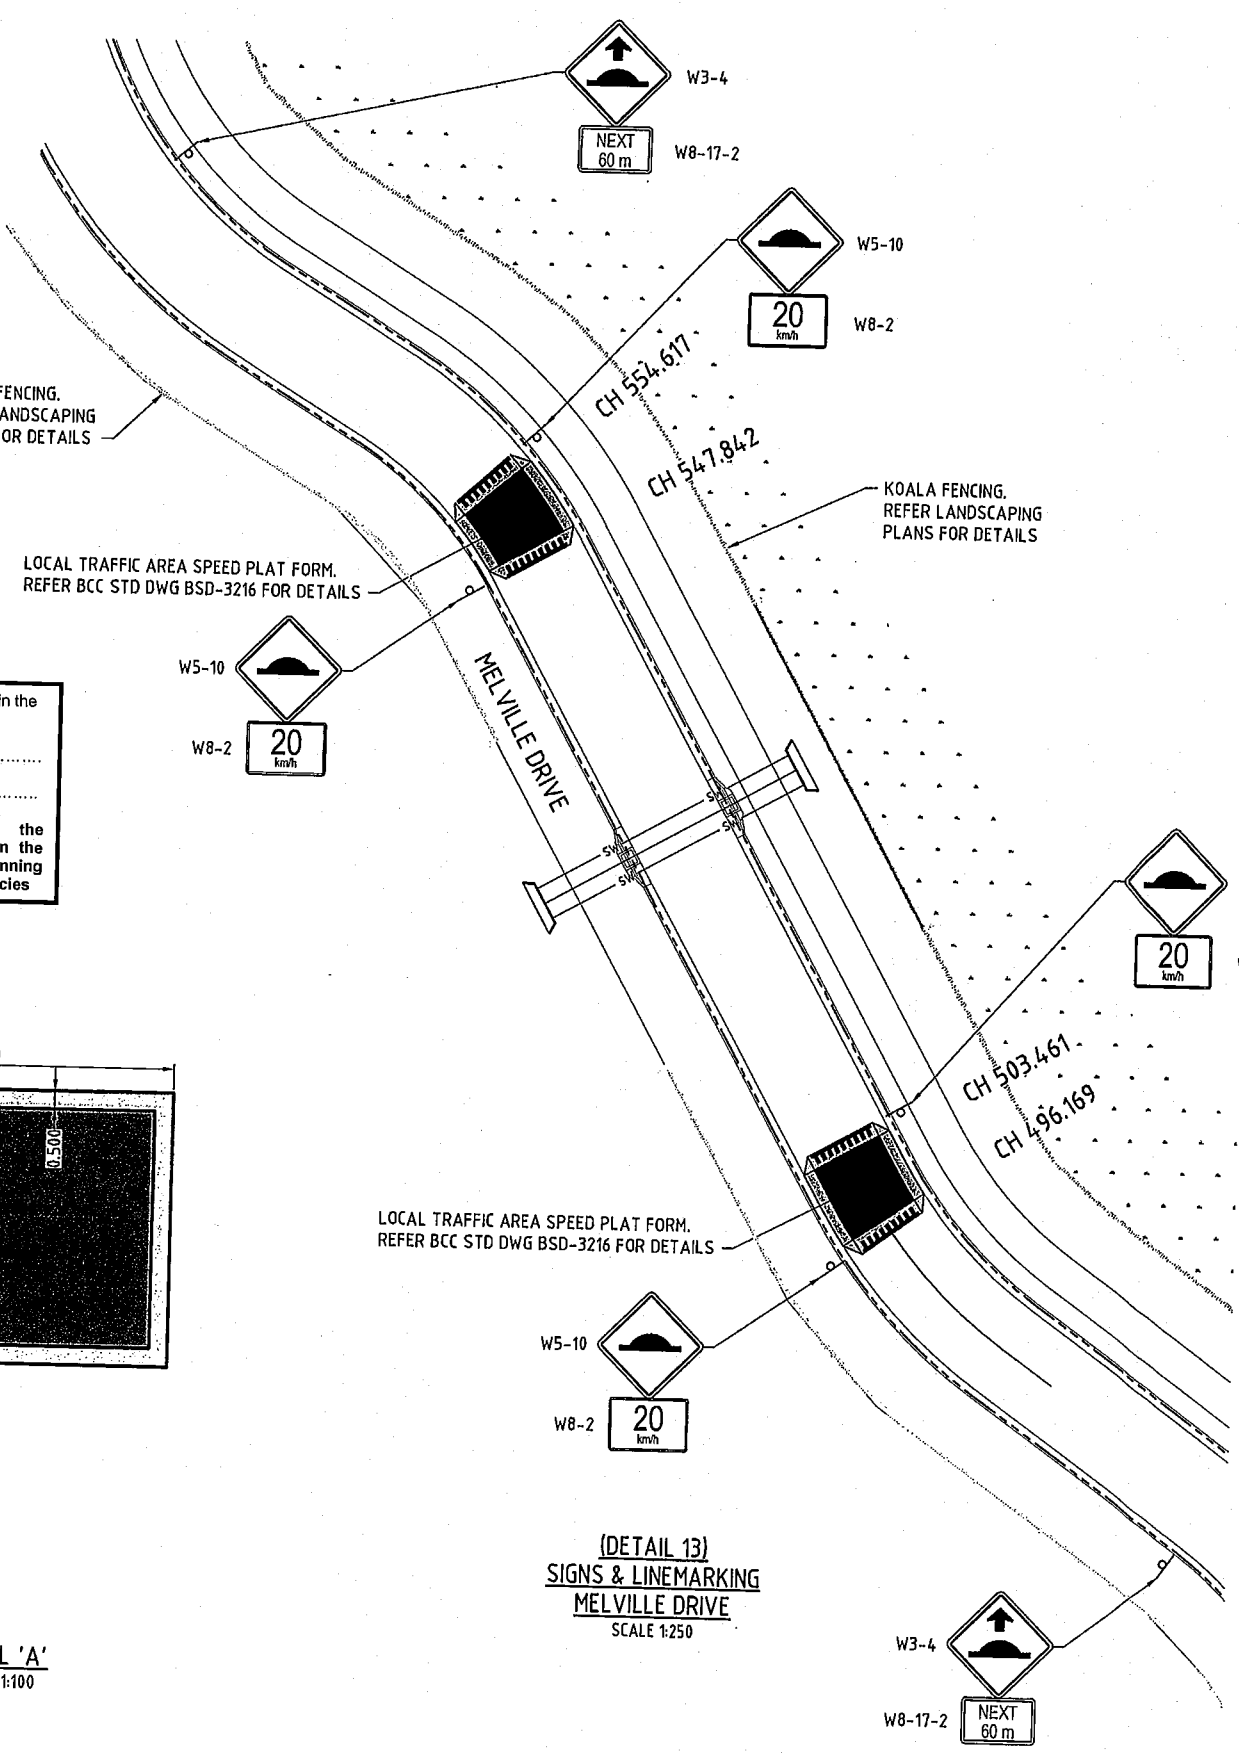 W3-4
NEXT
60 m
W8-17-2
W5-10
20
km/h
W8-2
CH 554.617
CH 547.842
FENCING.
ANDSCAPING
OR DETAILS
KOALA FENCING.
REFER LANDSCAPING
PLANS FOR DETAILS
LOCAL TRAFFIC AREA SPEED PLAT FORM.
REFER BCC STD DWG BSD-3216 FOR DETAILS
W5-10
W8-2
20
km/h
MELVILLE DRIVE
in the
the
n the
nning
cies
SW
SW
SW
SW
20
km/h
CH 503.461
CH 496.169
0.500
LOCAL TRAFFIC AREA SPEED PLAT FORM.
REFER BCC STD DWG BSD-3216 FOR DETAILS
W5-10
W8-2
20
km/h
(DETAIL 13)
SIGNS & LINEMARKING
MELVILLE DRIVE
SCALE 1:250
L 'A'
1:100
W3-4
W8-17-2
NEXT
60 m